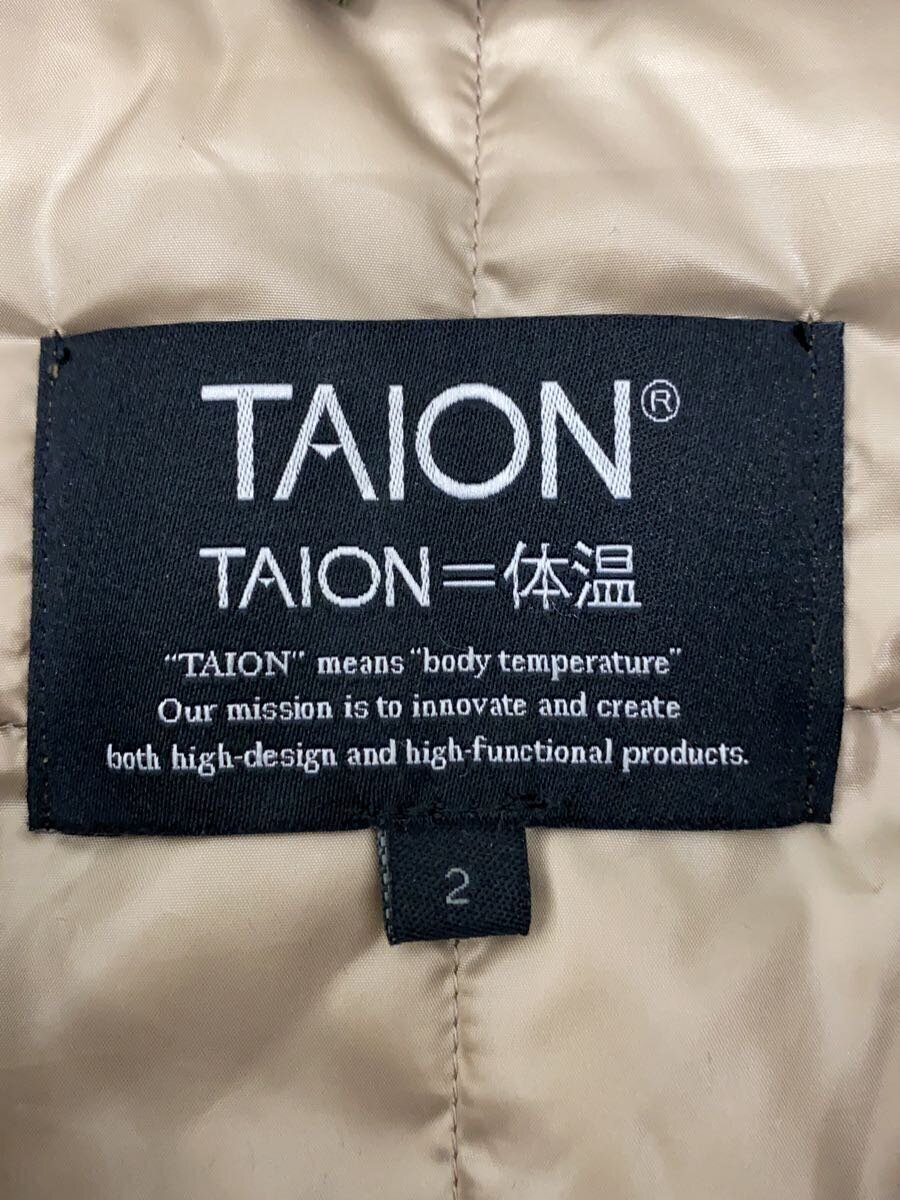 TAION®
TAION=体温
"TAION" means "body temperature"
Our mission is to innovate and create
both high-design and high-functional products.
2